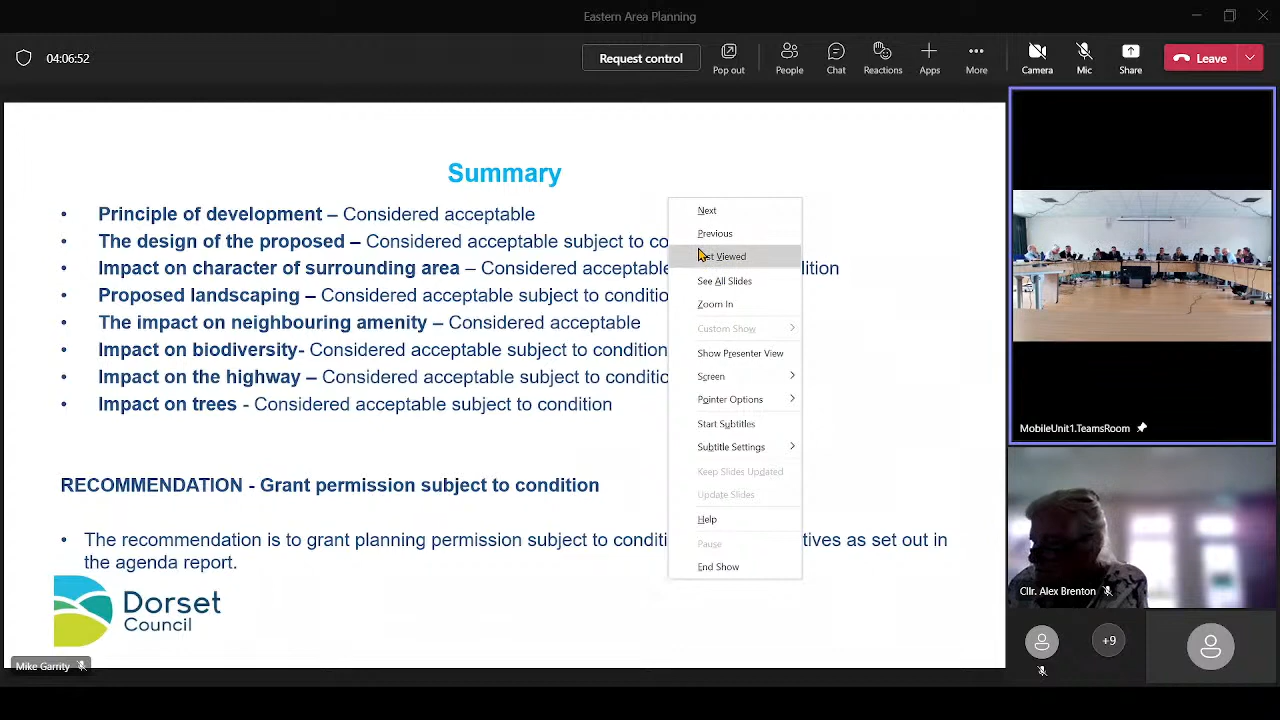 Eastern Area Planning
04:06:52
Request control
Pop out
People
Chat
Reactions
Apps
More
Camera
Mic
Share
Leave
Summary
• Principle of development – Considered acceptable
• The design of the proposed – Considered acceptable subject to
• Impact on character of surrounding area – Considered acceptable
• Proposed landscaping – Considered acceptable subject to
• The impact on neighbouring amenity – Considered acceptable
• Impact on biodiversity- Considered acceptable subject to condition
• Impact on the highway – Considered acceptable subject to
• Impact on trees - Considered acceptable subject to condition
RECOMMENDATION - Grant permission subject to condition
• The recommendation is to grant planning permission subject to as set out in
the agenda report.
Dorset
Council
Mike Garrity
Next
Previous
Viewed
See All Slides
Zoom In
Custom Show
Show Presenter View
Screen
Pointer Options
Start Subtitles
Subtitle Settings
Keep Slides Updated
Update Slides
Help
Pause
End Show
MobileUnit1.TeamsRoom
Cllr. Alex Brenton
+9